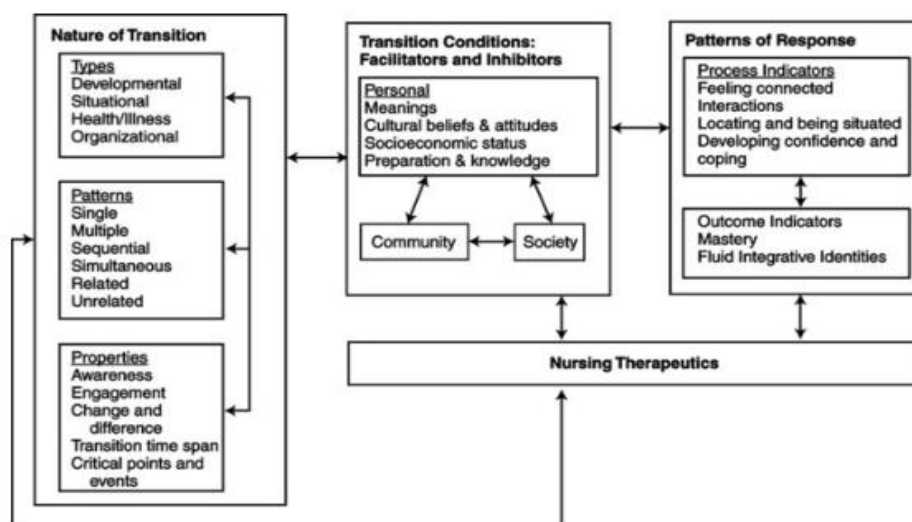 Nature of Transition
Types
Developmental
Situational
Health/Illness
Organizational
Patterns
Single
Multiple
Sequential
Simultaneous
Related
Unrelated
Properties
Awareness
Engagement
Change and
difference
Transition time span
Critical points and
events
Transition Conditions:
Facilitators and Inhibitors
Personal
Meanings
Cultural beliefs & attitudes
Socioeconomic status
Preparation & knowledge
Community
Society
Patterns of Response
Process Indicators
Feeling connected
Interactions
Locating and being situated
Developing confidence and
coping
Outcome Indicators
Mastery
Fluid Integrative Identities
Nursing Therapeutics